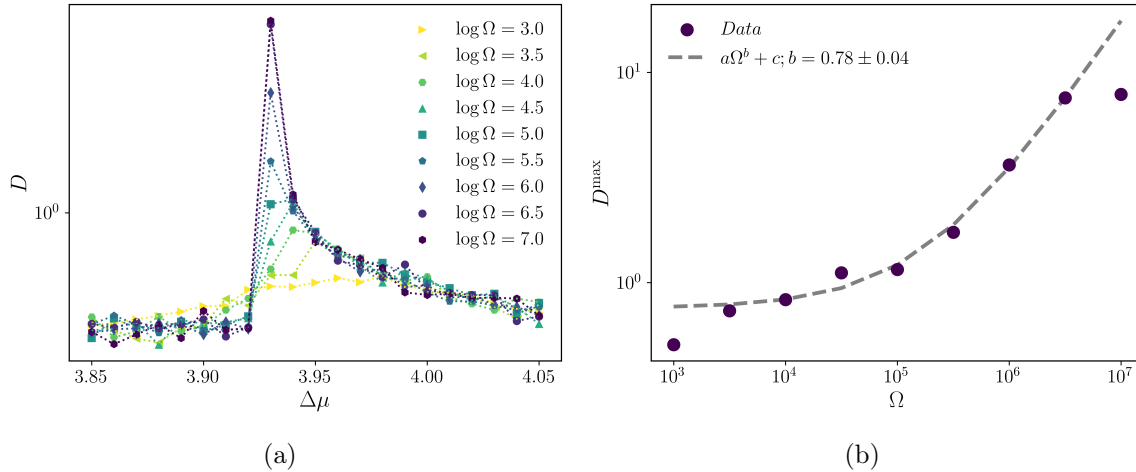 D
10^0
log Ω = 3.0
log Ω = 3.5
log Ω = 4.0
log Ω = 4.5
log Ω = 5.0
log Ω = 5.5
log Ω = 6.0
log Ω = 6.5
log Ω = 7.0
3.85 3.90 3.95 4.00 4.05
Δμ
(a)
D^max
10^1
10^0
Data
aΩ^b + c; b = 0.78 ± 0.04
10^3 10^4 10^5 10^6 10^7
Ω
(b)